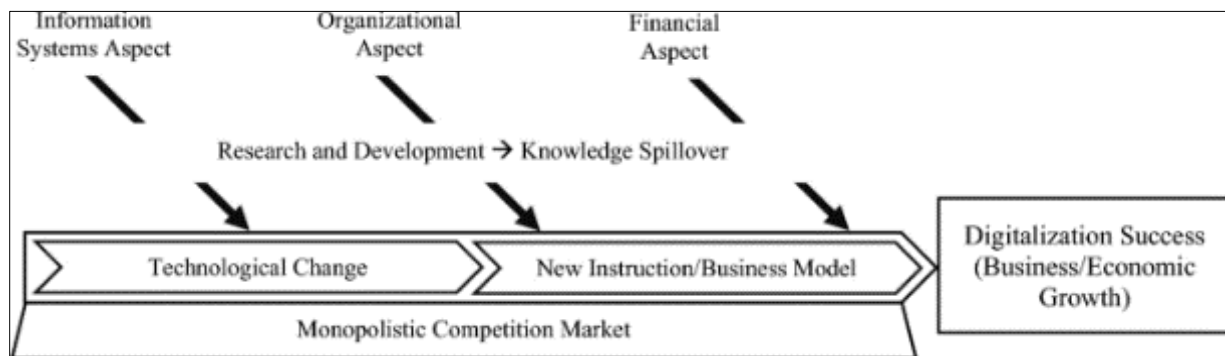 Information
Systems Aspect
Organizational
Aspect
Financial
Aspect
Research and Development → Knowledge Spillover
Technological Change
New Instruction/Business Model
Digitalization Success
(Business/Economic
Growth)
Monopolistic Competition Market